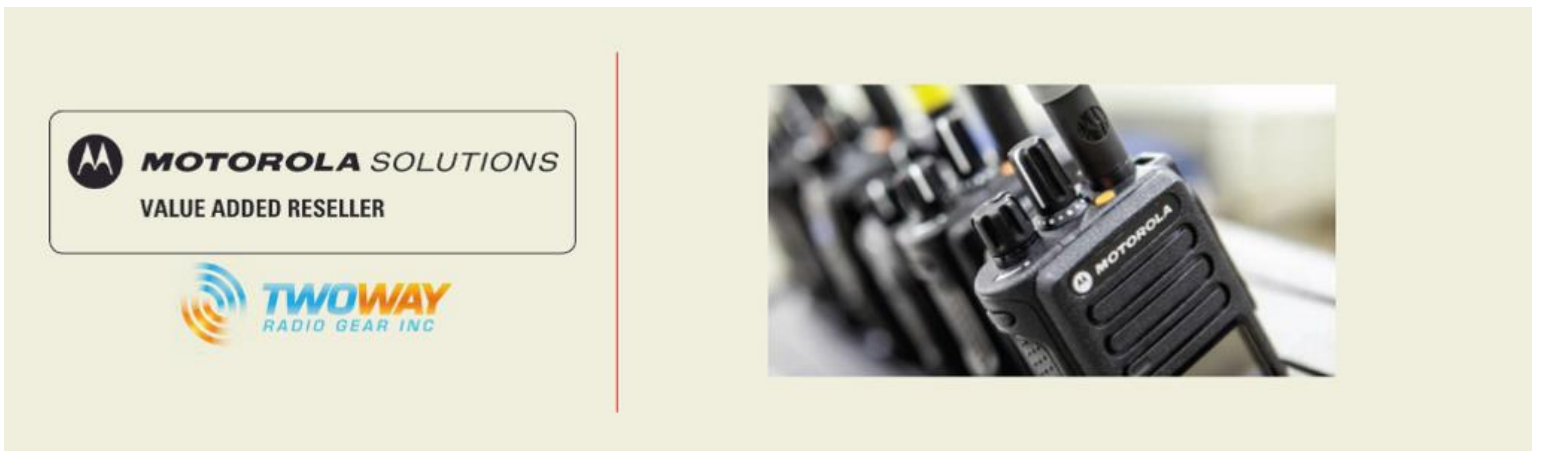 MOTOROLA SOLUTIONS
VALUE ADDED RESELLER
TWOWAY
RADIO GEAR INC
MOTOROLA